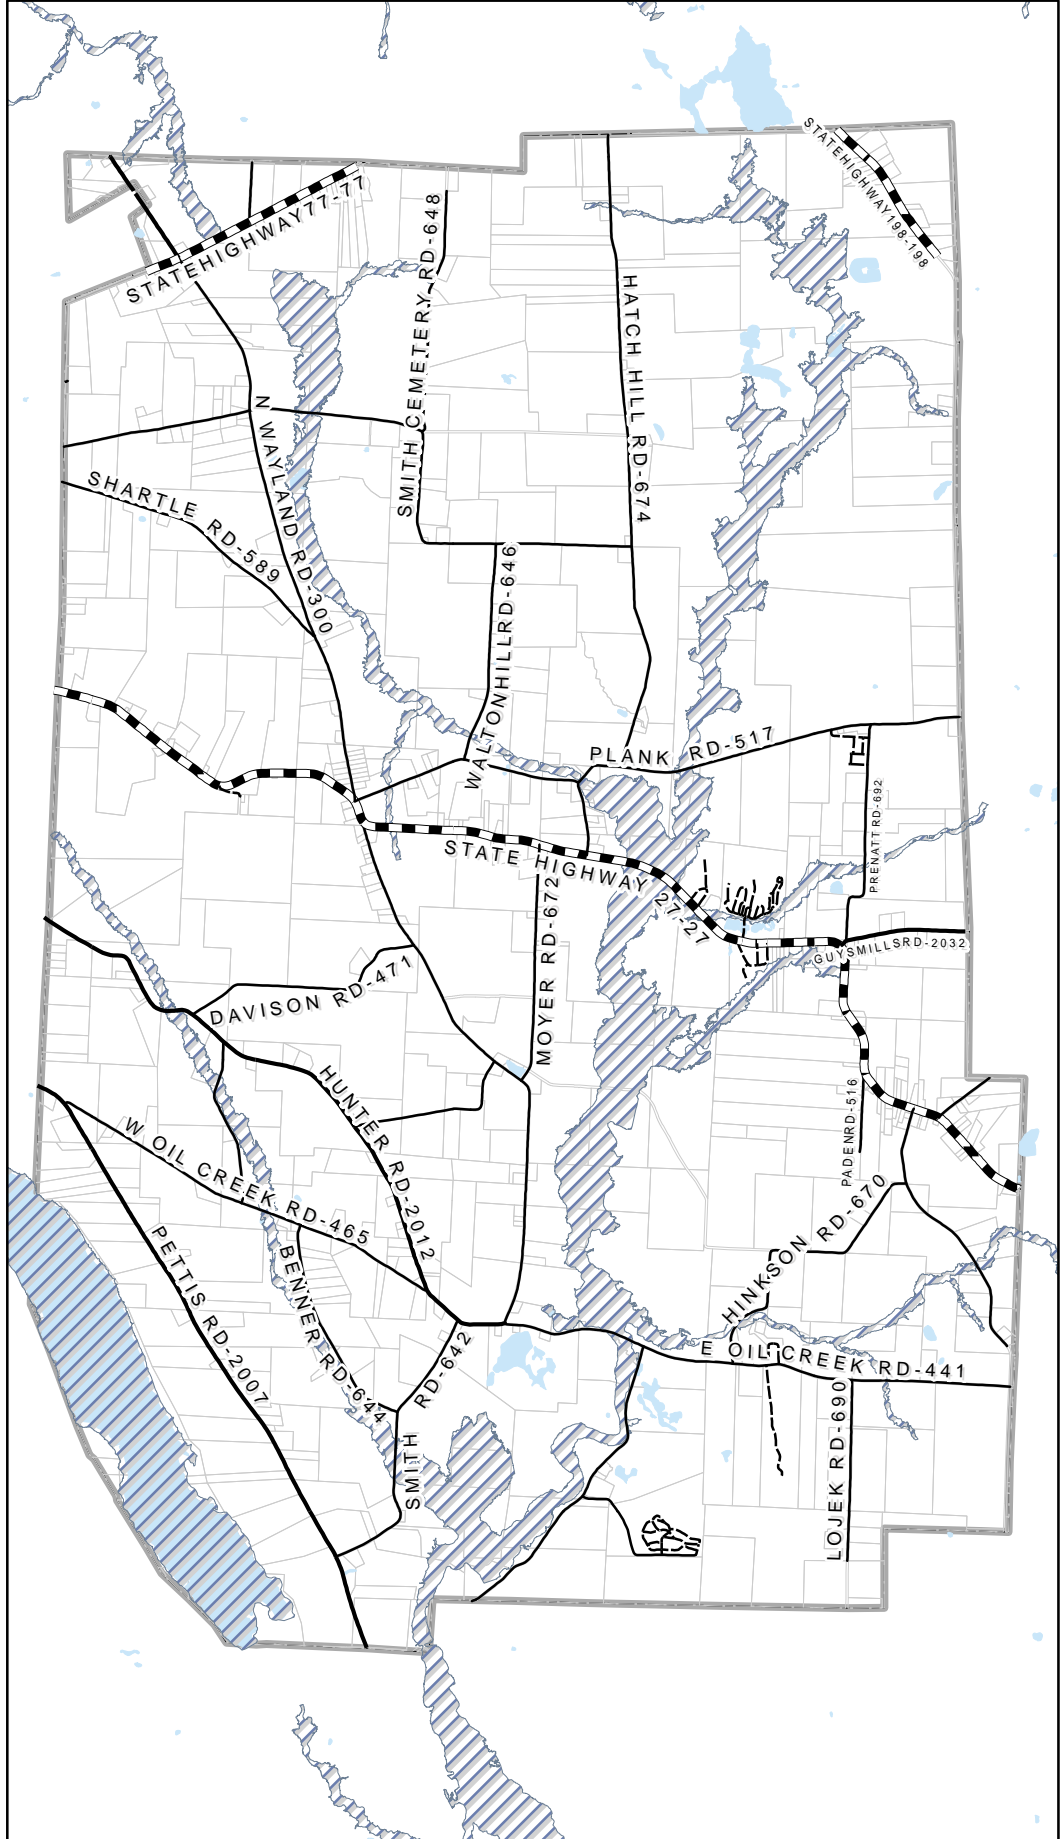 STATEHIGHWAY198-198
STATEHIGHWAY77-77
SMITH CEMETERY RD-648
HATCH HILL RD-674
N WAYLAND RD-300
SHARTLE RD-589
WALTONHILLRD-646
PLANK RD-517
PRENATT RD-692
STATE HIGHWAY 27-27
MOYER RD-672
GUYSMILLSRD-2032
DAVISON RD-471
HUNTER RD-2012
PADENRD-516
W OIL CREEK RD-465
HINKSON RD-670
PETTIS RD-2007
BENNER RD-644
SMITH RD-642
E OIL CREEK RD-441
LOJEK RD-690